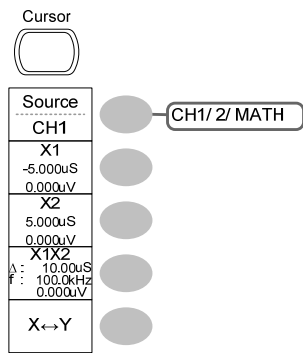 Cursor
Source
CH1
CH1/ 2/ MATH
X1
-5.000uS
0.000uV
X2
5.000uS
0.000uV
X1X2
Δ : 10.00uS
f : 100.0kHz
0.000uV
X↔Y